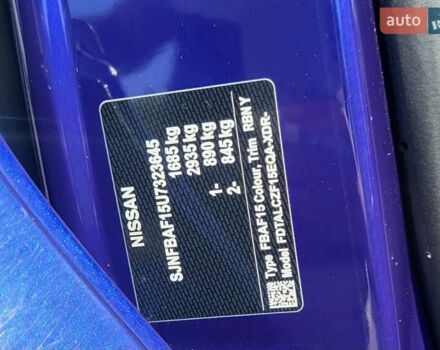 auto
NISSAN
SJNFBAF15U7323645
1685 kg
2935 kg
1- 890 kg
2- 845 kg
Type FBAF15 Colour, Trim RBN Y
Model FDTALCZF15EQA-XDR-